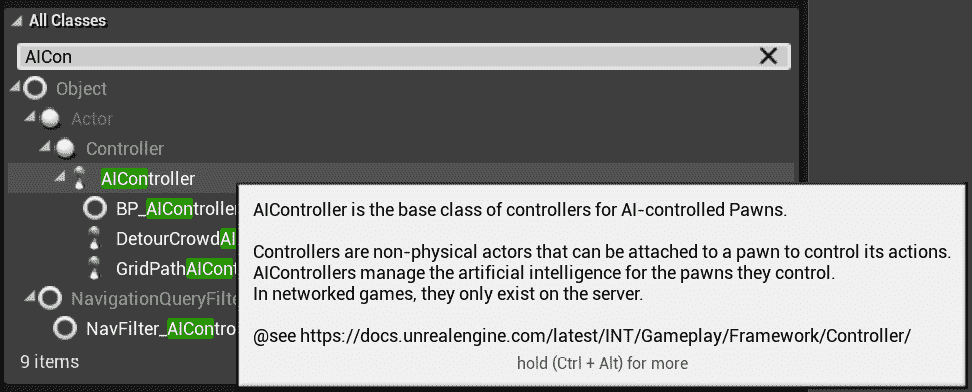 All Classes
AICon
Object
Actor
Controller
AIController
BP_AIController
DetourCrowdAI
GridPathAICont
NavigationQueryFilte
NavFilter_AIContro
9 items
AIController is the base class of controllers for AI-controlled Pawns.
Controllers are non-physical actors that can be attached to a pawn to control its actions.
AIControllers manage the artificial intelligence for the pawns they control.
In networked games, they only exist on the server.
@see https://docs.unrealengine.com/latest/INT/Gameplay/Framework/Controller/
hold (Ctrl + Alt) for more